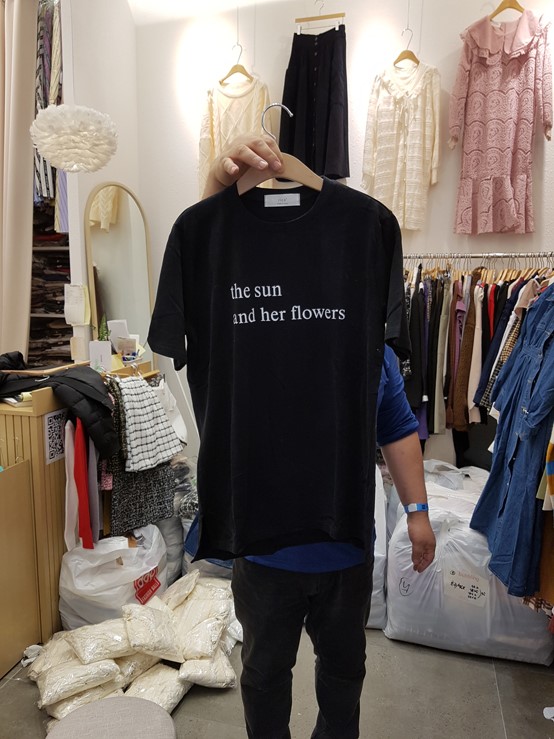 the sun
and her flowers